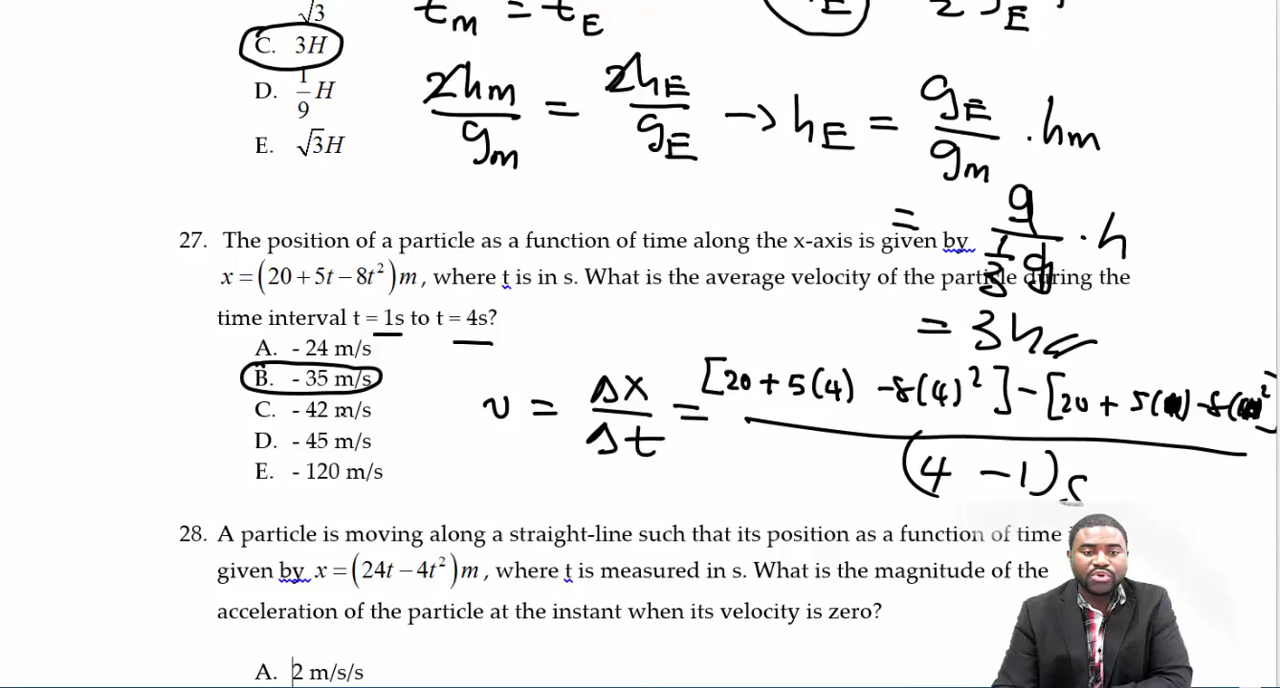 √3
t_m = t_E
E 2 g_E
C. 3H
D. 1/9 H
E. √3H
2h_m/g_m = 2h_E/g_E → h_E = g_E/g_m · h_m
= g/(1/3 g) · h
= 3h
27. The position of a particle as a function of time along the x-axis is given by
x = (20 + 5t − 8t²) m, where t is in s. What is the average velocity of the particle during the
time interval t = 1s to t = 4s?
A. - 24 m/s
B. - 35 m/s
C. - 42 m/s
D. - 45 m/s
E. - 120 m/s
v = Δx/Δt = [20 + 5(4) - 8(4)²] - [20 + 5(1) - 8(1)²]/(4 - 1)s
28. A particle is moving along a straight-line such that its position as a function of time
given by x = (24t − 4t²) m, where t is measured in s. What is the magnitude of the
acceleration of the particle at the instant when its velocity is zero?
A. 2 m/s/s